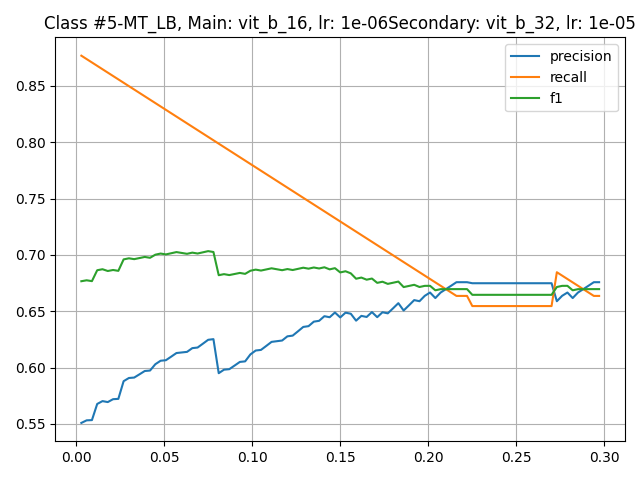 Class #5-MT_LB, Main: vit_b_16, lr: 1e-06Secondary: vit_b_32, lr: 1e-05
precision
recall
f1
0.85
0.80
0.75
0.70
0.65
0.60
0.55
0.00 0.05 0.10 0.15 0.20 0.25 0.30